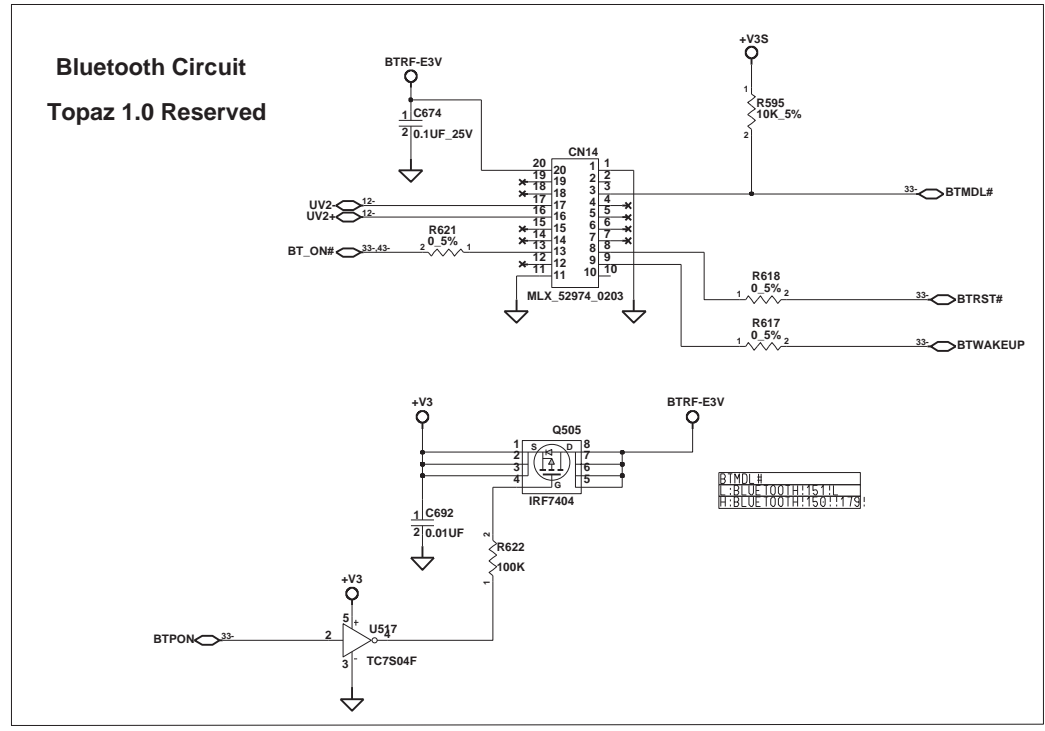 Bluetooth Circuit
Topaz 1.0 Reserved
BTRF-E3V
1 C674
2 0.1UF_25V
+V3S
1
R595
10K_5%
2
CN14
20 20 1 1
19 19 2 2
18 18 3 3
17 17 4 4
16 16 5 5
15 15 6 6
14 14 7 7
13 13 8 8
12 12 9 9
11 11 10 10
MLX_52974_0203
UV2- 12-
UV2+ 12-
BT_ON# 33-,43-
R621
0_5%
2 1
33- BTMDL#
R618
0_5%
1 2
33- BTRST#
R617
0_5%
1 2
33- BTWAKEUP
+V3
BTRF-E3V
Q505
1 S D 8
2 7
3 6
4 G 5
IRF7404
1 C692
2 0.01UF
2
R622
100K
1
BTMDL#
L:BLUETOOTH!151!L
H:BLUETOOTH!150!!179!
+V3
5 +
U517
BTPON 33- 2 4
3 -
TC7S04F